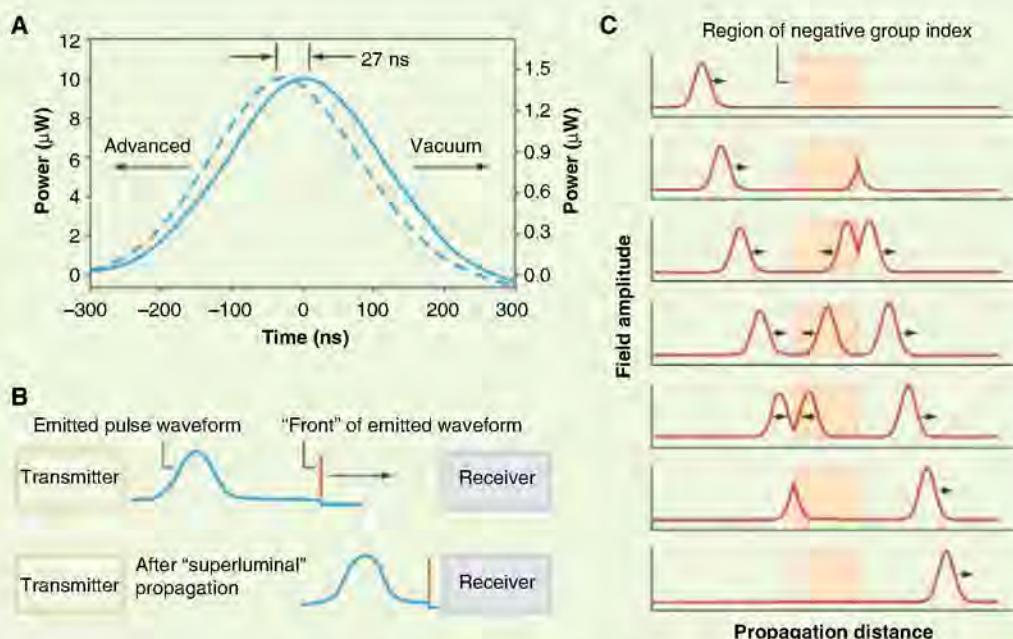 A
12
10
8
6
4
2
0
Power (μW)
27 ns
Advanced
Vacuum
1.5
1.2
0.9
0.6
0.3
0.0
Power (μW)
−300
−200
−100
0
100
200
300
Time (ns)
B
Emitted pulse waveform
"Front" of emitted waveform
Transmitter
Receiver
Transmitter
After "superluminal"
propagation
Receiver
C
Region of negative group index
Field amplitude
Propagation distance